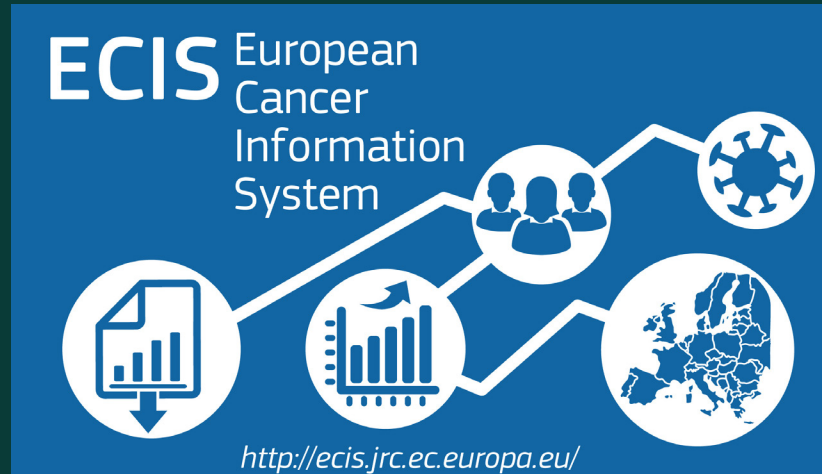 ECIS European
Cancer
Information
System
http://ecis.jrc.ec.europa.eu/